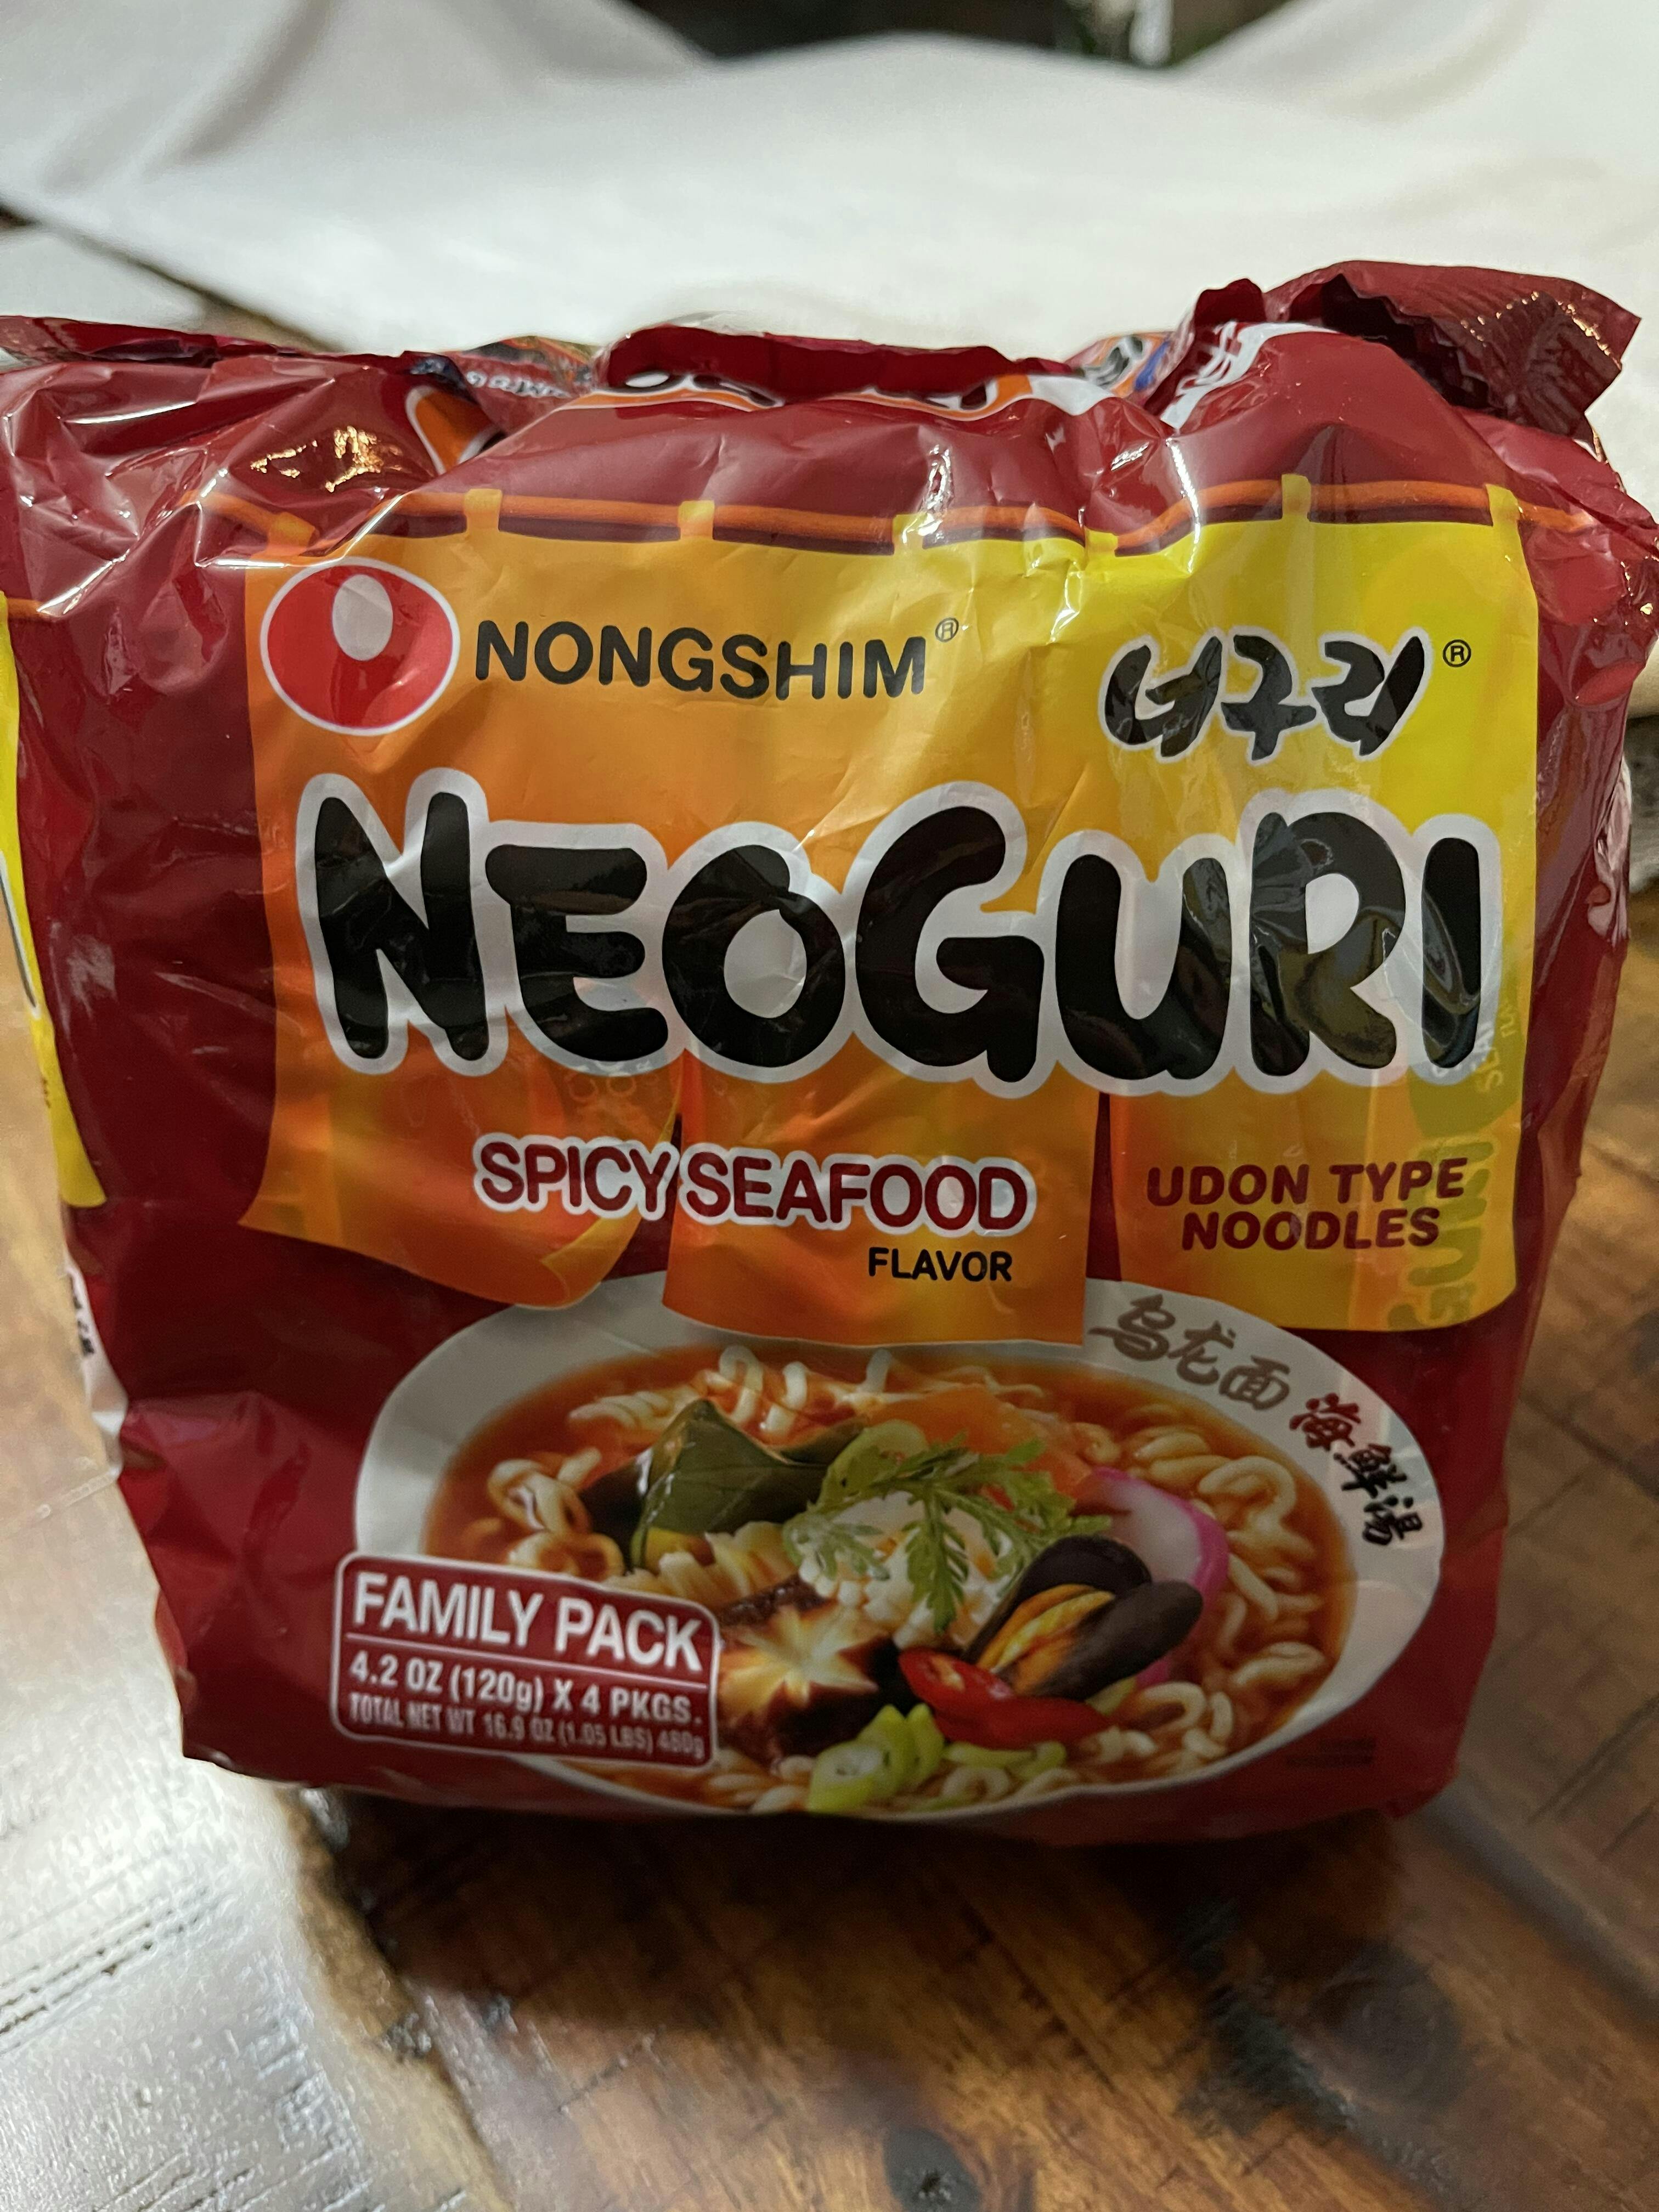 NONGSHIM®
너구리®
NEOGURI
SPICY SEAFOOD
FLAVOR
UDON TYPE
NOODLES
乌龙面
海鲜湯
FAMILY PACK
4.2 OZ (120g) X 4 PKGS.
TOTAL NET WT 16.9 OZ (1.05 LBS) 480g